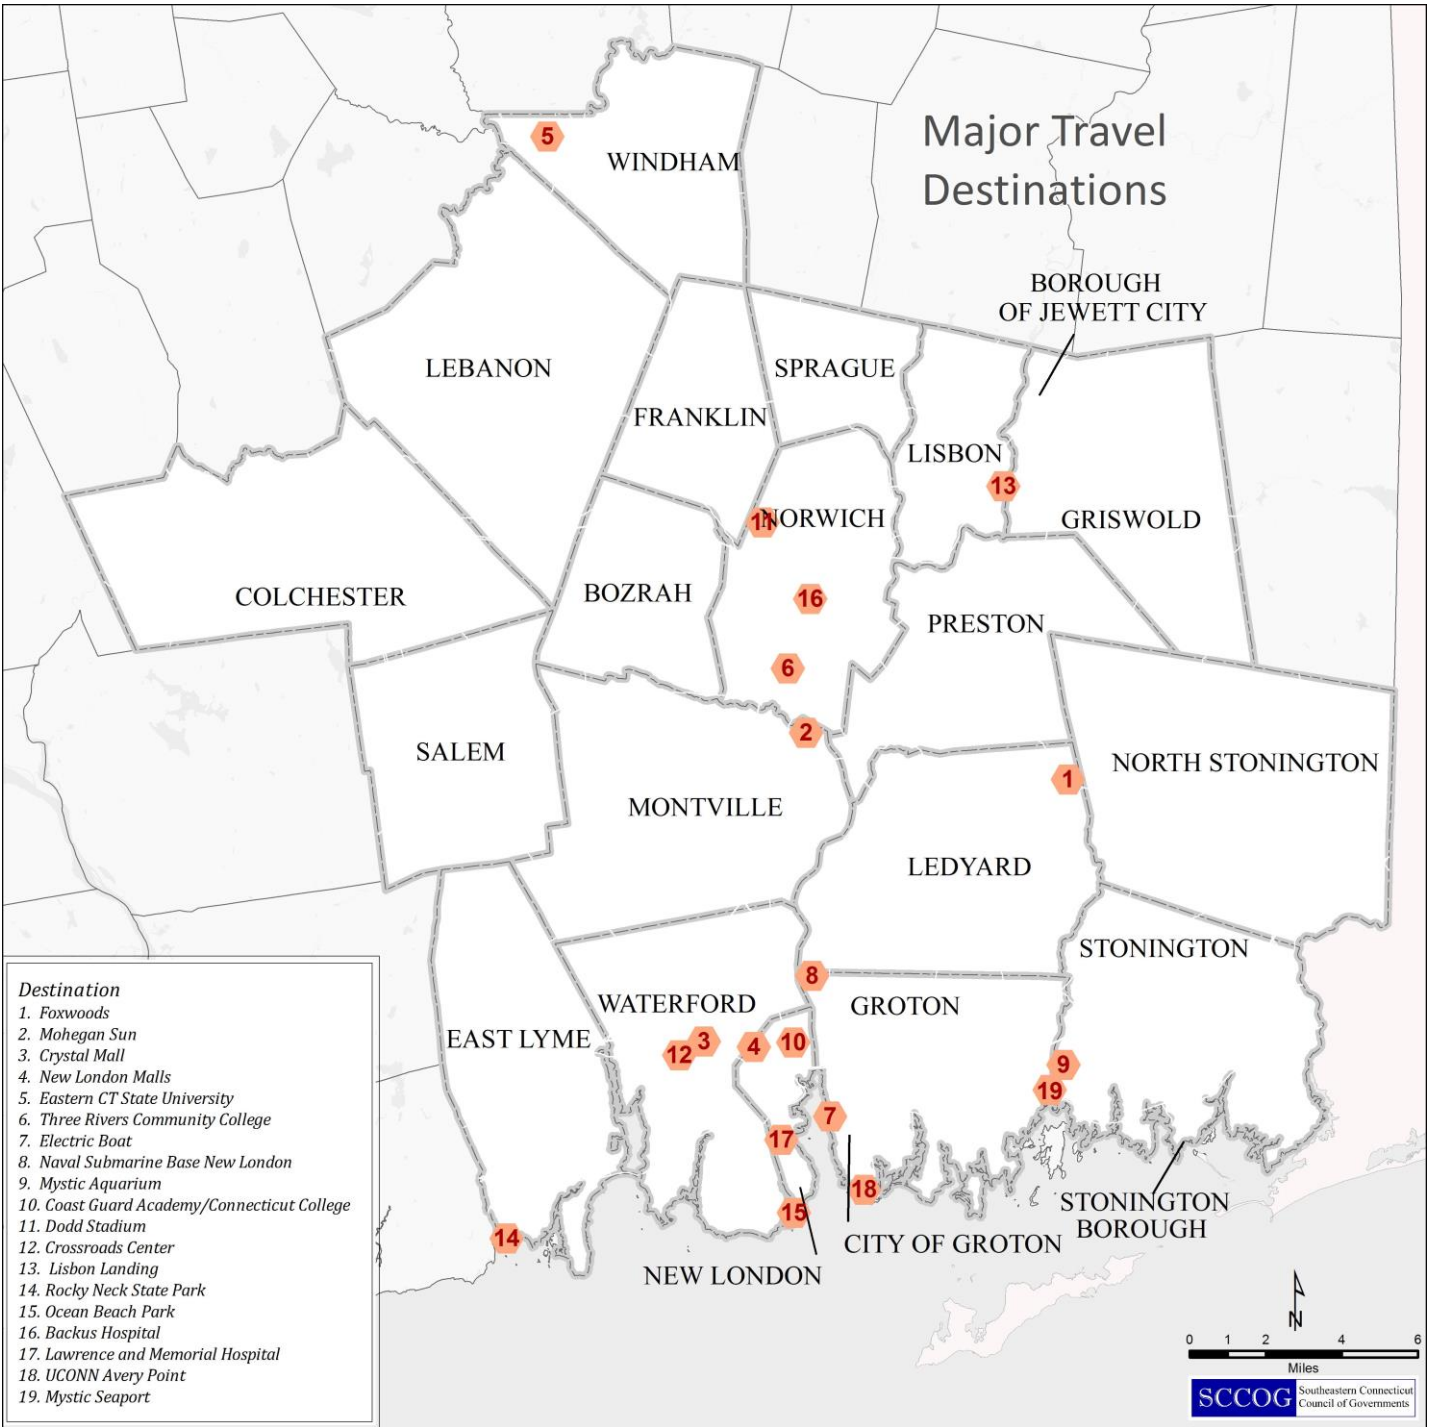 Major Travel
Destinations
5
WINDHAM
BOROUGH
OF JEWETT CITY
LEBANON
SPRAGUE
FRANKLIN
LISBON
13
11
NORWICH
GRISWOLD
COLCHESTER
BOZRAH
16
PRESTON
6
2
SALEM
NORTH STONINGTON
1
MONTVILLE
LEDYARD
STONINGTON
8
WATERFORD
GROTON
EAST LYME
12
3
4
10
9
19
7
17
18
15
14
STONINGTON
BOROUGH
CITY OF GROTON
NEW LONDON
Destination
1. Foxwoods
2. Mohegan Sun
3. Crystal Mall
4. New London Malls
5. Eastern CT State University
6. Three Rivers Community College
7. Electric Boat
8. Naval Submarine Base New London
9. Mystic Aquarium
10. Coast Guard Academy/Connecticut College
11. Dodd Stadium
12. Crossroads Center
13. Lisbon Landing
14. Rocky Neck State Park
15. Ocean Beach Park
16. Backus Hospital
17. Lawrence and Memorial Hospital
18. UCONN Avery Point
19. Mystic Seaport
N
0 1 2 4 6
Miles
SCCOG
Southeastern Connecticut
Council of Governments